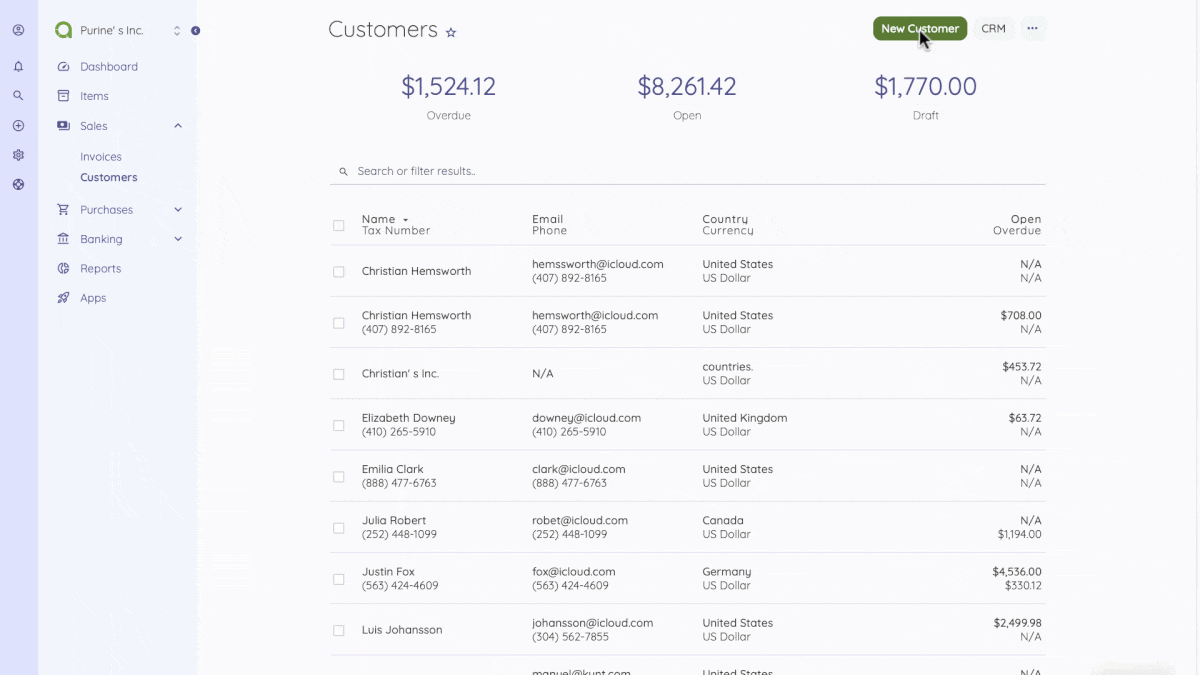 Purine' s Inc.
Dashboard
Items
Sales
Invoices
Customers
Purchases
Banking
Reports
Apps
Customers
New Customer
CRM
$1,524.12
Overdue
$8,261.42
Open
$1,770.00
Draft
Search or filter results..
Name
Tax Number
Email
Phone
Country
Currency
Open
Overdue
Christian Hemsworth
hemssworth@icloud.com
(407) 892-8165
United States
US Dollar
N/A
N/A
Christian Hemsworth
(407) 892-8165
hemsworth@icloud.com
(407) 892-8165
United States
US Dollar
$708.00
N/A
Christian' s Inc.
N/A
countries.
US Dollar
$453.72
N/A
Elizabeth Downey
(410) 265-5910
downey@icloud.com
(410) 265-5910
United Kingdom
US Dollar
$63.72
N/A
Emilia Clark
(888) 477-6763
clark@icloud.com
(888) 477-6763
United States
US Dollar
N/A
N/A
Julia Robert
(252) 448-1099
robet@icloud.com
(252) 448-1099
Canada
US Dollar
N/A
$1,194.00
Justin Fox
(563) 424-4609
fox@icloud.com
(563) 424-4609
Germany
US Dollar
$4,536.00
$330.12
Luis Johansson
johansson@icloud.com
(304) 562-7855
United States
US Dollar
$2,499.98
N/A
manuel@kunt.com
United States
N/A